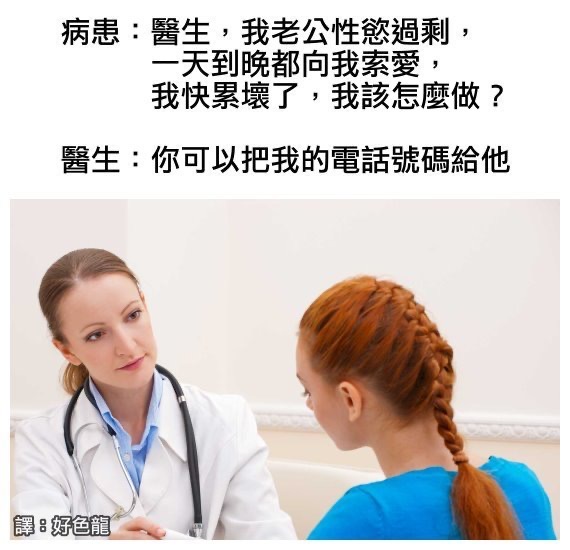 病患：醫生，我老公性慾過剩，
一天到晚都向我索愛，
我快累壞了，我該怎麼做？
醫生：你可以把我的電話號碼給他
譯：好色龍